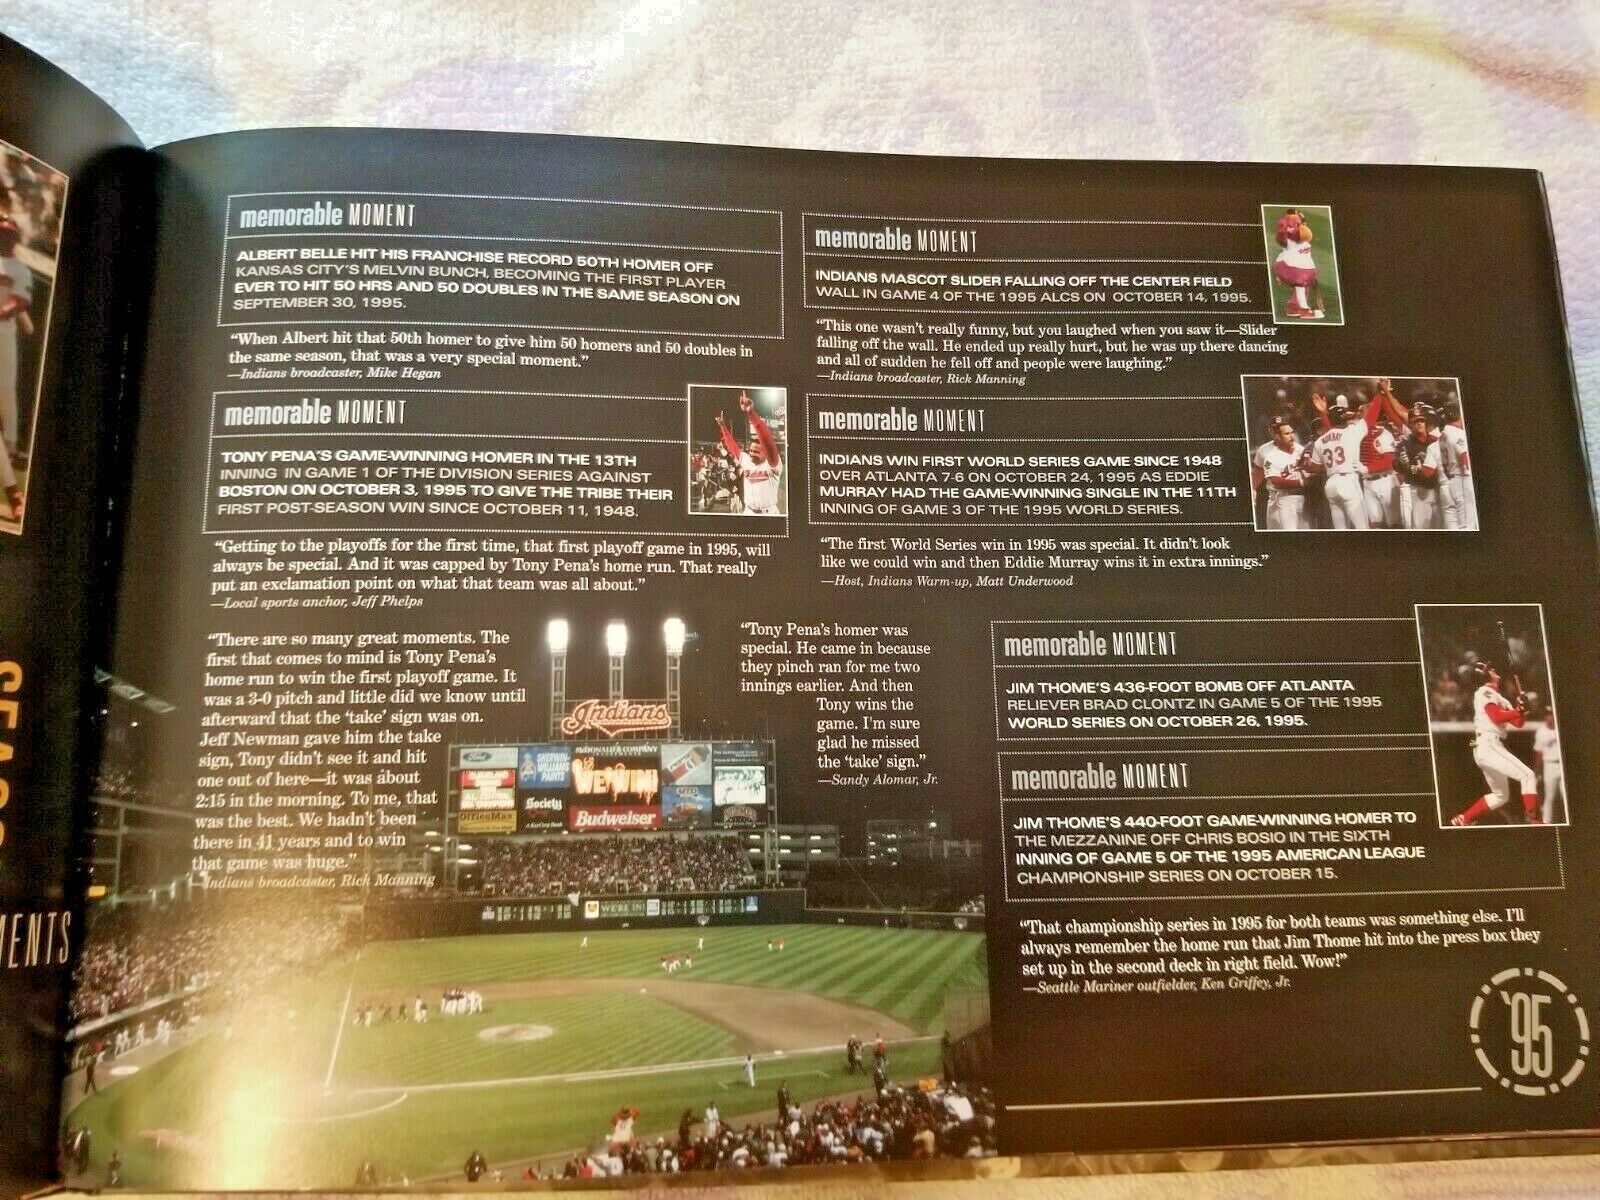 memorable MOMENT
ALBERT BELLE HIT HIS FRANCHISE RECORD 50TH HOMER OFF
KANSAS CITY'S MELVIN BUNCH, BECOMING THE FIRST PLAYER
EVER TO HIT 50 HRS AND 50 DOUBLES IN THE SAME SEASON ON
SEPTEMBER 30, 1995.
“When Albert hit that 50th homer to give him 50 homers and 50 doubles in
the same season, that was a very special moment.”
—Indians broadcaster, Mike Hegan
memorable MOMENT
TONY PENA'S GAME-WINNING HOMER IN THE 13TH
INNING IN GAME 1 OF THE DIVISION SERIES AGAINST
BOSTON ON OCTOBER 3, 1995 TO GIVE THE TRIBE THEIR
FIRST POST-SEASON WIN SINCE OCTOBER 11, 1948.
“Getting to the playoffs for the first time, that first playoff game in 1995, will
always be special. And it was capped by Tony Pena's home run. That really
put an exclamation point on what that team was all about.”
—Local sports anchor, Jeff Phelps
“There are so many great moments. The
first that comes to mind is Tony Pena's
home run to win the first playoff game. It
was a 3-0 pitch and little did we know until
afterward that the ‘take’ sign was on.
Jeff Newman gave him the take
sign, Tony didn't see it and hit
one out of here—it was about
2:15 in the morning. To me, that
was the best. We hadn't been
there in 41 years and to win
that game was huge.”
—Indians broadcaster, Rick Manning
“Tony Pena's homer was
special. He came in because
they pinch ran for me two
innings earlier. And then
Tony wins the
game. I'm sure
glad he missed
the ‘take’ sign.”
—Sandy Alomar, Jr.
Indians
Ford
SHERWIN-
WILLIAMS
PAINTS
McDONALD & COMPANY
WE WIN
Society
OfficeMax
Budweiser
WE'RE IN!
memorable MOMENT
INDIANS MASCOT SLIDER FALLING OFF THE CENTER FIELD
WALL IN GAME 4 OF THE 1995 ALCS ON OCTOBER 14, 1995.
“This one wasn't really funny, but you laughed when you saw it—Slider
falling off the wall. He ended up really hurt, but he was up there dancing
and all of sudden he fell off and people were laughing.”
—Indians broadcaster, Rick Manning
memorable MOMENT
INDIANS WIN FIRST WORLD SERIES GAME SINCE 1948
OVER ATLANTA 7-6 ON OCTOBER 24, 1995 AS EDDIE
MURRAY HAD THE GAME-WINNING SINGLE IN THE 11TH
INNING OF GAME 3 OF THE 1995 WORLD SERIES.
MURRAY
33
“The first World Series win in 1995 was special. It didn't look
like we could win and then Eddie Murray wins it in extra innings.”
—Host, Indians Warm-up, Matt Underwood
memorable MOMENT
JIM THOME'S 436-FOOT BOMB OFF ATLANTA
RELIEVER BRAD CLONTZ IN GAME 5 OF THE 1995
WORLD SERIES ON OCTOBER 26, 1995.
memorable MOMENT
JIM THOME'S 440-FOOT GAME-WINNING HOMER TO
THE MEZZANINE OFF CHRIS BOSIO IN THE SIXTH
INNING OF GAME 5 OF THE 1995 AMERICAN LEAGUE
CHAMPIONSHIP SERIES ON OCTOBER 15.
“That championship series in 1995 for both teams was something else. I'll
always remember the home run that Jim Thome hit into the press box they
set up in the second deck in right field. Wow!”
—Seattle Mariner outfielder, Ken Griffey, Jr.
'95